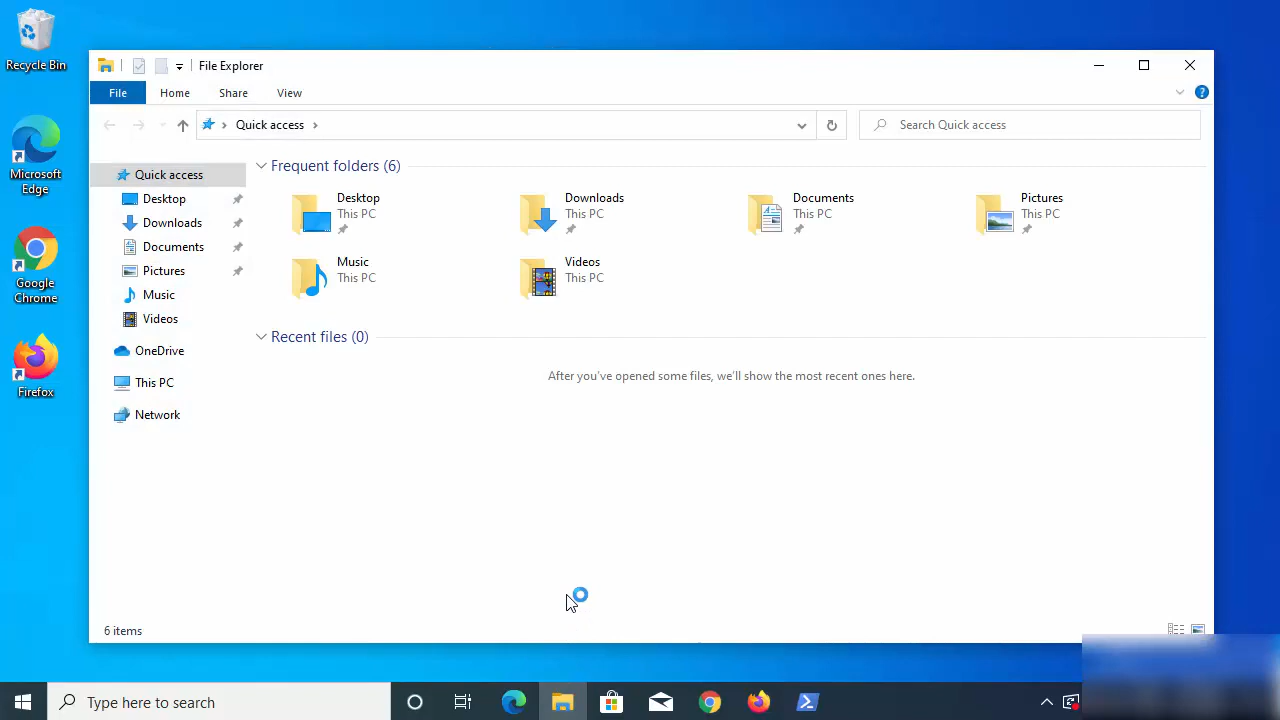 Recycle Bin
Microsoft
Edge
Google
Chrome
Firefox
File Explorer
File
Home
Share
View
Quick access
Search Quick access
Quick access
Desktop
Downloads
Documents
Pictures
Music
Videos
OneDrive
This PC
Network
Frequent folders (6)
Desktop
This PC
Downloads
This PC
Documents
This PC
Pictures
This PC
Music
This PC
Videos
This PC
Recent files (0)
After you've opened some files, we'll show the most recent ones here.
6 items
Type here to search